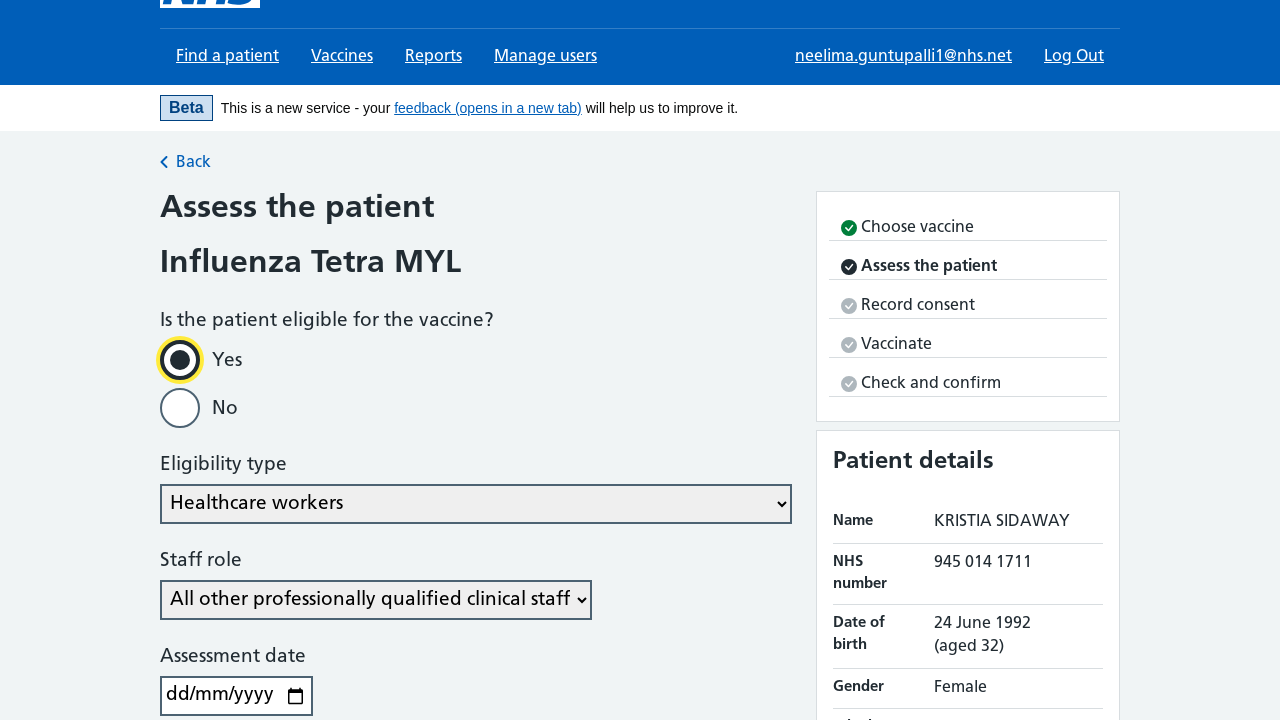 NHS
Find a patient Vaccines Reports Manage users neelima.guntupalli1@nhs.net Log Out
Beta This is a new service - your feedback (opens in a new tab) will help us to improve it.
Back
Assess the patient
Influenza Tetra MYL
Is the patient eligible for the vaccine?
Yes
No
Eligibility type
Healthcare workers
Staff role
All other professionally qualified clinical staff
Assessment date
dd/mm/yyyy
Choose vaccine
Assess the patient
Record consent
Vaccinate
Check and confirm
Patient details
Name KRISTIA SIDAWAY
NHS number 945 014 1711
Date of birth 24 June 1992 (aged 32)
Gender Female